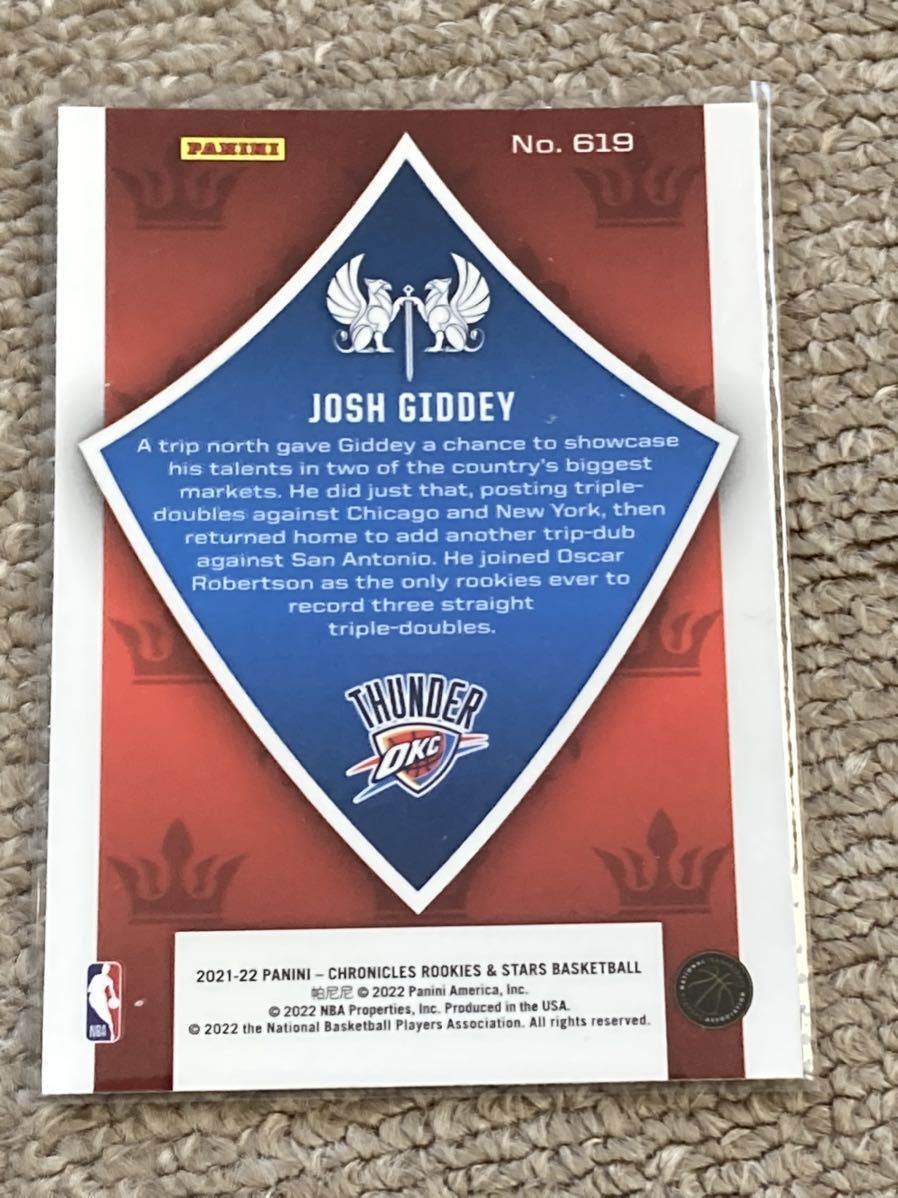 PANINI
No. 619
JOSH GIDDEY
A trip north gave Giddey a chance to showcase
his talents in two of the country's biggest
markets. He did just that, posting triple-
doubles against Chicago and New York, then
returned home to add another trip-dub
against San Antonio. He joined Oscar
Robertson as the only rookies ever to
record three straight
triple-doubles.
THUNDER
OKC
2021-22 PANINI – CHRONICLES ROOKIES & STARS BASKETBALL
帕尼尼 © 2022 Panini America, Inc.
© 2022 NBA Properties, Inc. Produced in the USA.
© 2022 the National Basketball Players Association. All rights reserved.
NBA
NATIONAL
ASSOCIATION